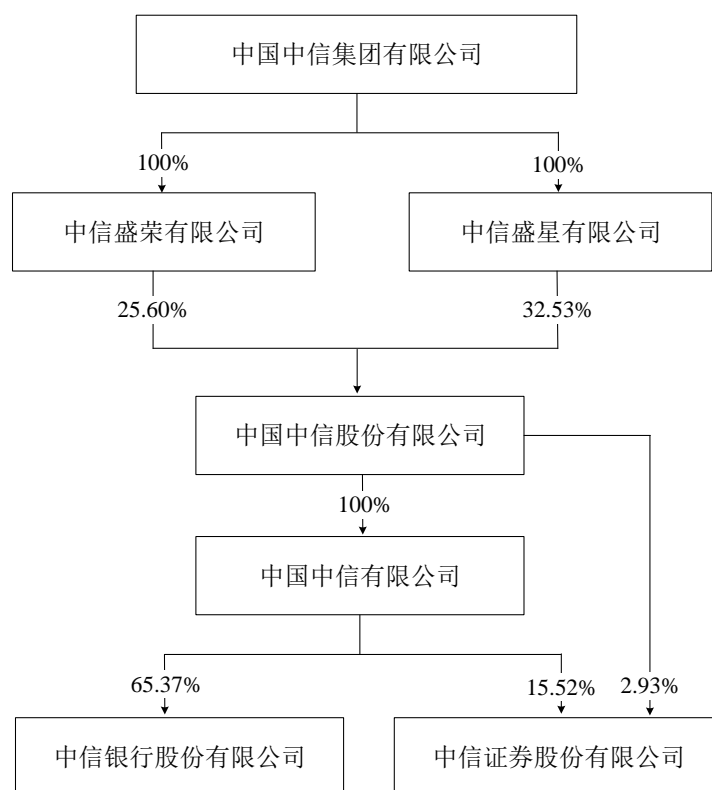 中国中信集团有限公司
100%
100%
中信盛荣有限公司
中信盛星有限公司
25.60%
32.53%
中国中信股份有限公司
100%
中国中信有限公司
65.37%
15.52%
2.93%
中信银行股份有限公司
中信证券股份有限公司